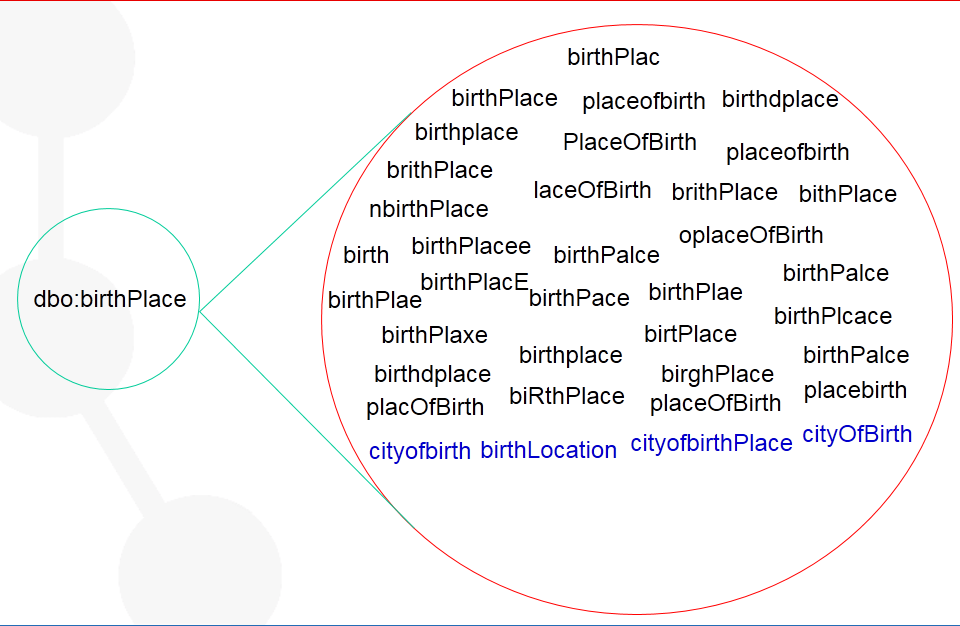 birthPlac
birthPlace placeofbirth birthdplace
birthplace PlaceOfBirth placeofbirth
brithPlace laceOfBirth brithPlace bithPlace
nbirthPlace oplaceOfBirth
birth birthPlacee birthPalce birthPalce
birthPlacE birthPace birthPlae
dbo:birthPlace birthPlae birthPlcace
birthPlaxe birtPlace
birthplace birthPalce
birthdplace birghPlace placebirth
placOfBirth biRthPlace placeOfBirth
cityofbirth birthLocation cityofbirthPlace cityOfBirth